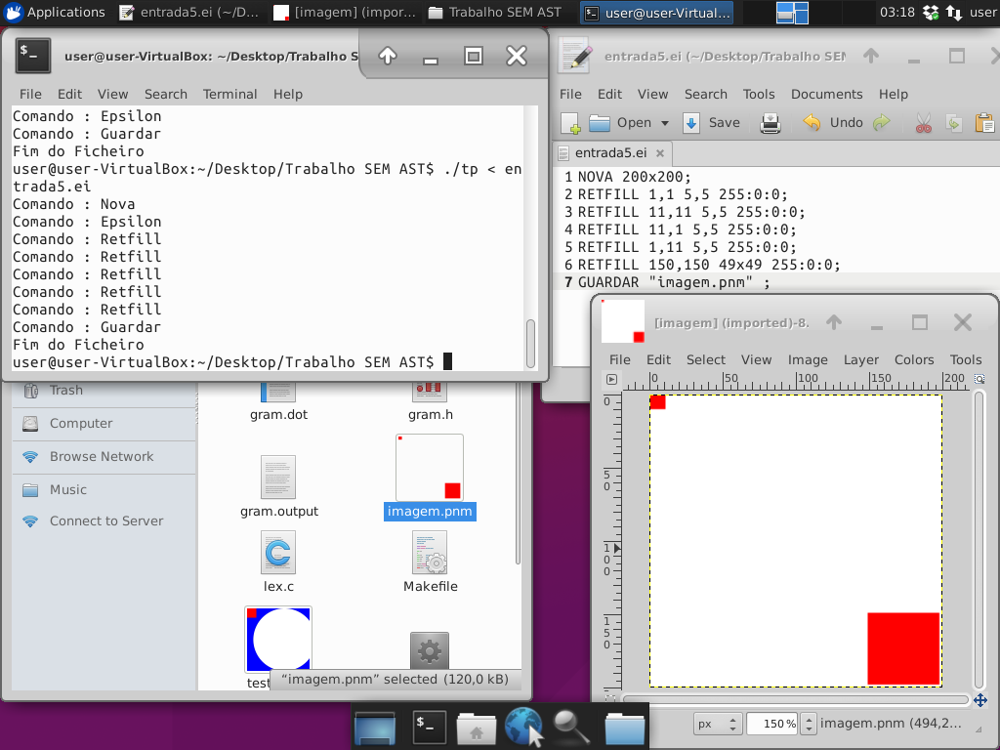 Applications
entrada5.ei (~/D...
[imagem] (impor...
Trabalho SEM AST
user@user-Virtual...
03:18
user
user@user-VirtualBox: ~/Desktop/Trabalho S
File Edit View Search Terminal Help
Comando : Epsilon
Comando : Guardar
Fim do Ficheiro
user@user-VirtualBox:~/Desktop/Trabalho SEM AST$ ./tp < en
trada5.ei
Comando : Nova
Comando : Epsilon
Comando : Retfill
Comando : Retfill
Comando : Retfill
Comando : Retfill
Comando : Retfill
Comando : Guardar
Fim do Ficheiro
user@user-VirtualBox:~/Desktop/Trabalho SEM AST$
entrada5.ei (~/Desktop/Trabalho SEM
File Edit View Search Tools Documents Help
Open Save Undo
entrada5.ei
1 NOVA 200x200;
2 RETFILL 1,1 5,5 255:0:0;
3 RETFILL 11,11 5,5 255:0:0;
4 RETFILL 11,1 5,5 255:0:0;
5 RETFILL 1,11 5,5 255:0:0;
6 RETFILL 150,150 49x49 255:0:0;
7 GUARDAR "imagem.pnm" ;
Trash
Computer
Browse Network
Music
Connect to Server
gram.dot
gram.h
gram.output
imagem.pnm
lex.c
Makefile
test
“imagem.pnm” selected (120,0 kB)
[imagem] (imported)-8.
File Edit Select View Image Layer Colors Tools
0 50 100 150 200
0
50
100
150
px
150 %
imagem.pnm (494,2...